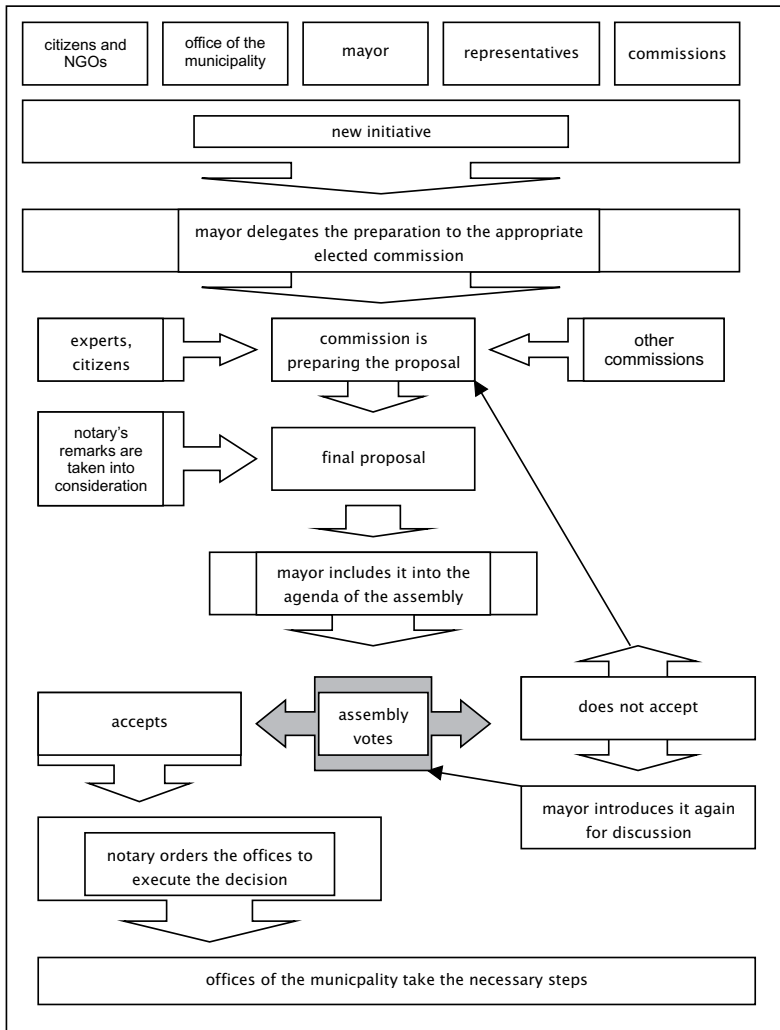 citizens and
NGOs
office of the
municipality
mayor
representatives
commissions
new initiative
mayor delegates the preparation to the appropriate
elected commission
experts,
citizens
commission is
preparing the proposal
other
commissions
notary's
remarks are
taken into
consideration
final proposal
mayor includes it into the
agenda of the assembly
accepts
assembly
votes
does not accept
mayor introduces it again
for discussion
notary orders the offices to
execute the decision
offices of the municpality take the necessary steps